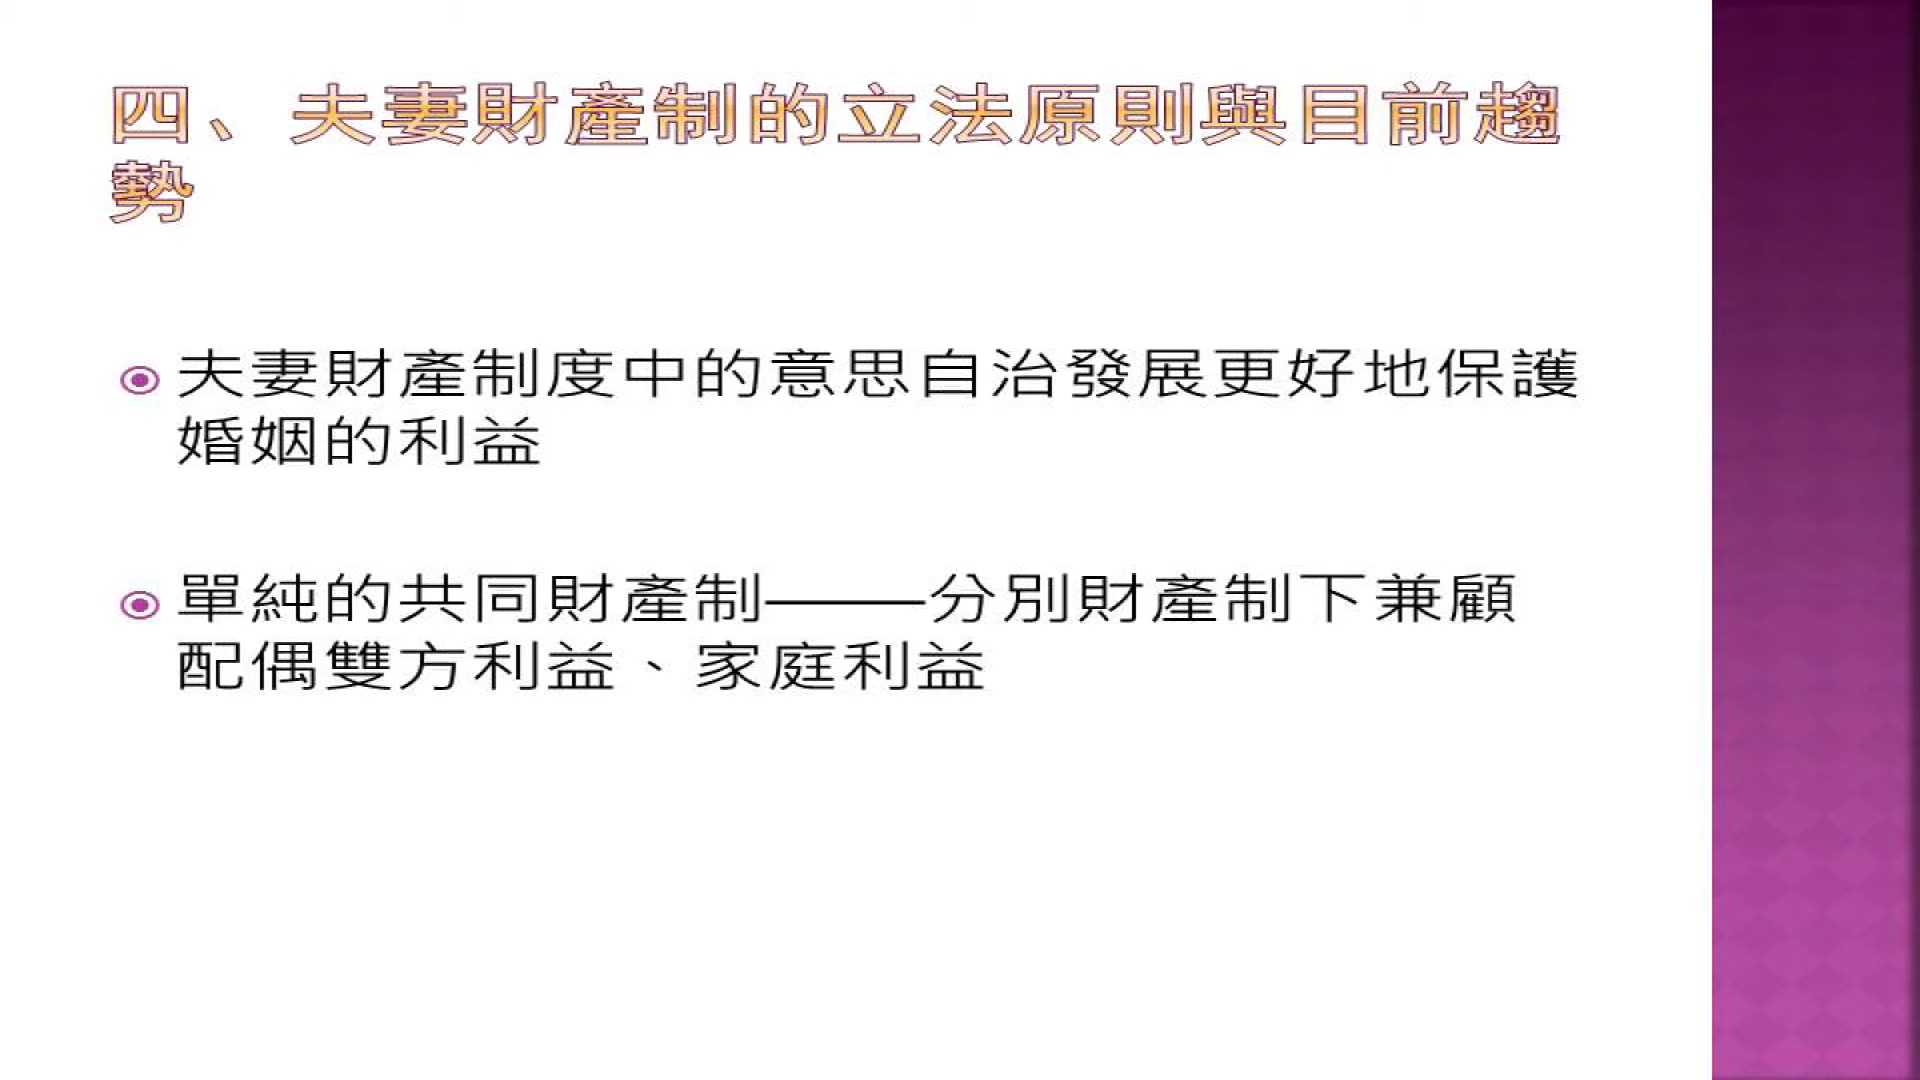 四、夫妻財產制的立法原則與目前趨
勢
夫妻財產制度中的意思自治發展更好地保護
婚姻的利益
單純的共同財產制——分別財產制下兼顧
配偶雙方利益、家庭利益